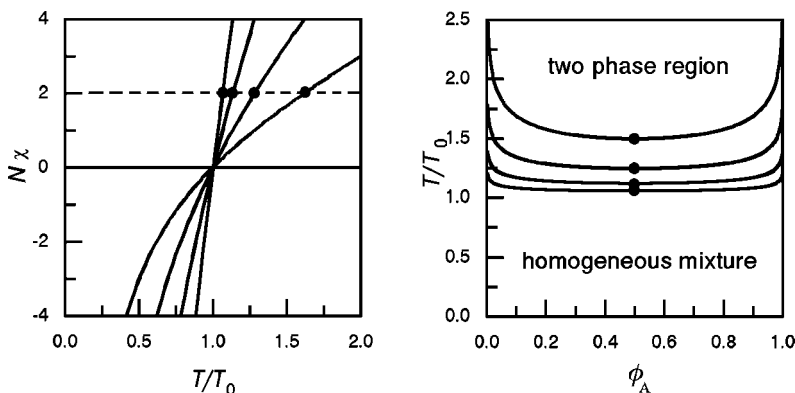 4
2
0
-2
-4
N χ
0.0 0.5 1.0 1.5 2.0
T/T0
2.5
2.0
1.5
1.0
0.5
0.0
T/T0
two phase region
homogeneous mixture
0.0 0.2 0.4 0.6 0.8 1.0
ϕA